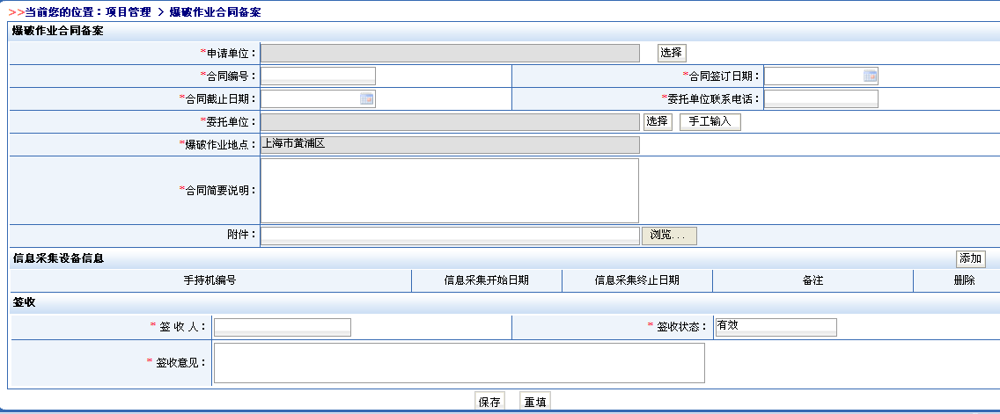 >>当前您的位置：项目管理 > 爆破作业合同备案
爆破作业合同备案
*申请单位： 选择
*合同编号： *合同签订日期：
*合同截止日期： *委托单位联系电话：
*委托单位： 选择 手工输入
*爆破作业地点： 上海市黄浦区
*合同简要说明：
附件： 浏览...
信息采集设备信息 添加
手持机编号 信息采集开始日期 信息采集终止日期 备注 删除
签收
* 签 收 人： * 签收状态： 有效
* 签收意见：
保存 重填